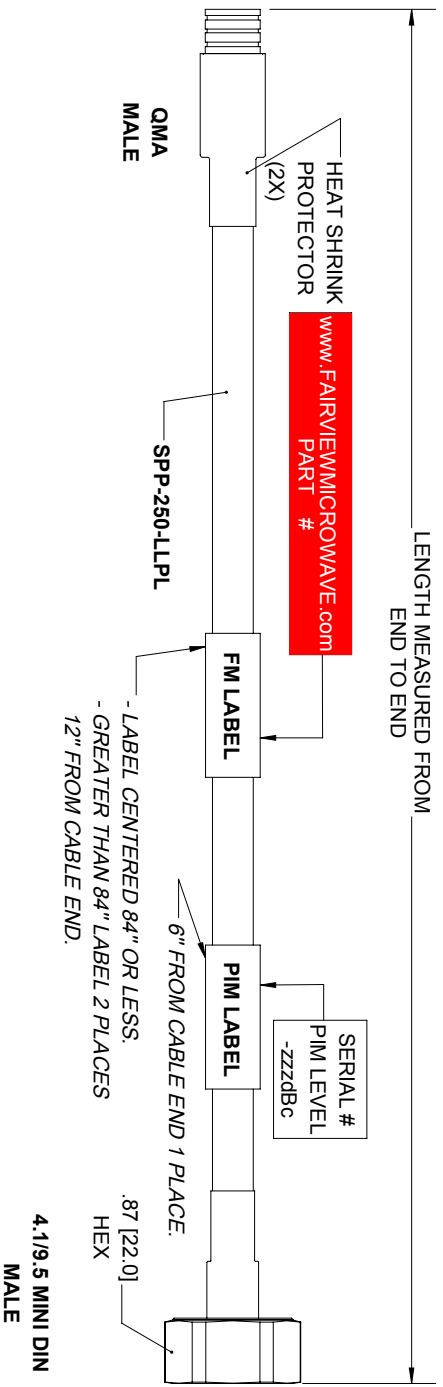 LENGTH MEASURED FROM
END TO END
HEAT SHRINK
PROTECTOR
(2X)
www.FAIRVIEWMICROWAVE.com
PART #
SERIAL #
PIM LEVEL
-zzzdBc
FM LABEL
PIM LABEL
QMA
MALE
SPP-250-LLPL
- LABEL CENTERED 84" OR LESS.
- GREATER THAN 84" LABEL 2 PLACES
12" FROM CABLE END.
6" FROM CABLE END 1 PLACE.
.87 [22.0]
HEX
4.1/9.5 MINI DIN
MALE